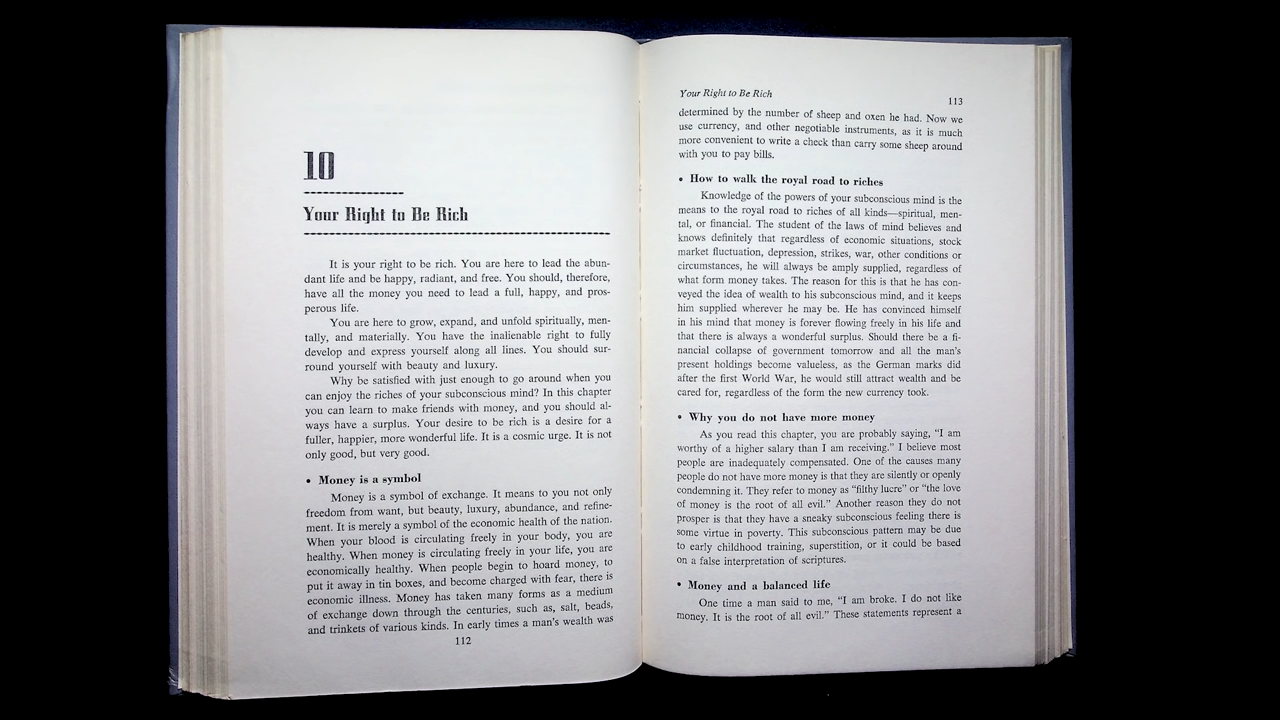 10
Your Right to Be Rich
It is your right to be rich. You are here to lead the abun-
dant life and be happy, radiant, and free. You should, therefore,
have all the money you need to lead a full, happy, and pros-
perous life.
You are here to grow, expand, and unfold spiritually, men-
tally, and materially. You have the inalienable right to fully
develop and express yourself along all lines. You should sur-
round yourself with beauty and luxury.
Why be satisfied with just enough to go around when you
can enjoy the riches of your subconscious mind? In this chapter
you can learn to make friends with money, and you should al-
ways have a surplus. Your desire to be rich is a desire for a
fuller, happier, more wonderful life. It is a cosmic urge. It is not
only good, but very good.
• Money is a symbol
Money is a symbol of exchange. It means to you not only
freedom from want, but beauty, luxury, abundance, and refine-
ment. It is merely a symbol of the economic health of the nation.
When your blood is circulating freely in your body, you are
healthy. When money is circulating freely in your life, you are
economically healthy. When people begin to hoard money, to
put it away in tin boxes, and become charged with fear, there is
economic illness. Money has taken many forms as a medium
of exchange down through the centuries, such as, salt, beads,
and trinkets of various kinds. In early times a man's wealth was
112
Your Right to Be Rich
113
determined by the number of sheep and oxen he had. Now we
use currency, and other negotiable instruments, as it is much
more convenient to write a check than carry some sheep around
with you to pay bills.
• How to walk the royal road to riches
Knowledge of the powers of your subconscious mind is the
means to the royal road to riches of all kinds—spiritual, men-
tal, or financial. The student of the laws of mind believes and
knows definitely that regardless of economic situations, stock
market fluctuation, depression, strikes, war, other conditions or
circumstances, he will always be amply supplied, regardless of
what form money takes. The reason for this is that he has con-
veyed the idea of wealth to his subconscious mind, and it keeps
him supplied wherever he may be. He has convinced himself
in his mind that money is forever flowing freely in his life and
that there is always a wonderful surplus. Should there be a fi-
nancial collapse of government tomorrow and all the man's
present holdings become valueless, as the German marks did
after the first World War, he would still attract wealth and be
cared for, regardless of the form the new currency took.
• Why you do not have more money
As you read this chapter, you are probably saying, "I am
worthy of a higher salary than I am receiving." I believe most
people are inadequately compensated. One of the causes many
people do not have more money is that they are silently or openly
condemning it. They refer to money as "filthy lucre" or "the love
of money is the root of all evil." Another reason they do not
prosper is that they have a sneaky subconscious feeling there is
some virtue in poverty. This subconscious pattern may be due
to early childhood training, superstition, or it could be based
on a false interpretation of scriptures.
• Money and a balanced life
One time a man said to me, "I am broke. I do not like
money. It is the root of all evil." These statements represent a